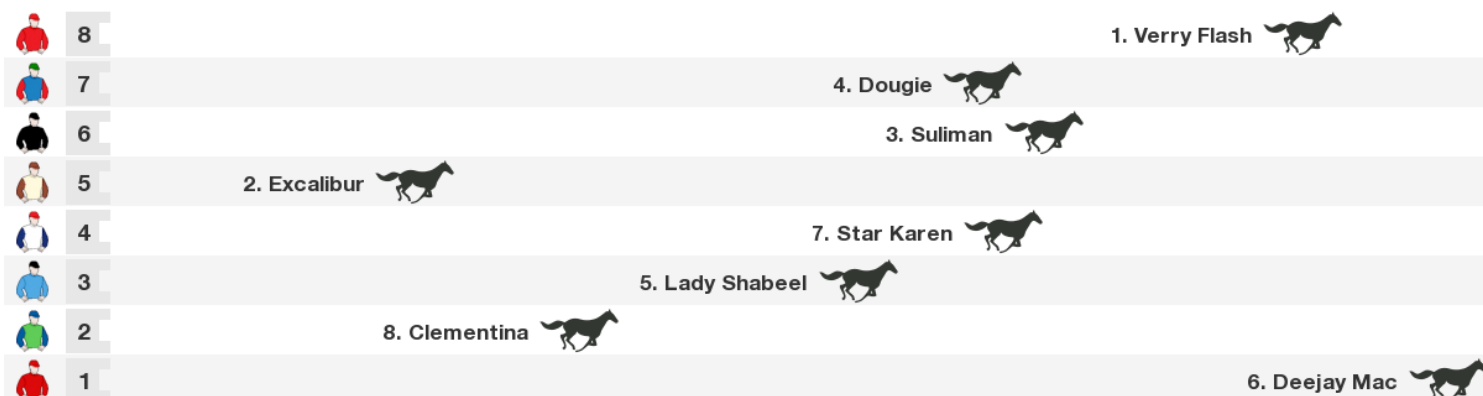 8 1. Verry Flash
7 4. Dougie
6 3. Suliman
5 2. Excalibur
4 7. Star Karen
3 5. Lady Shabeel
2 8. Clementina
1 6. Deejay Mac